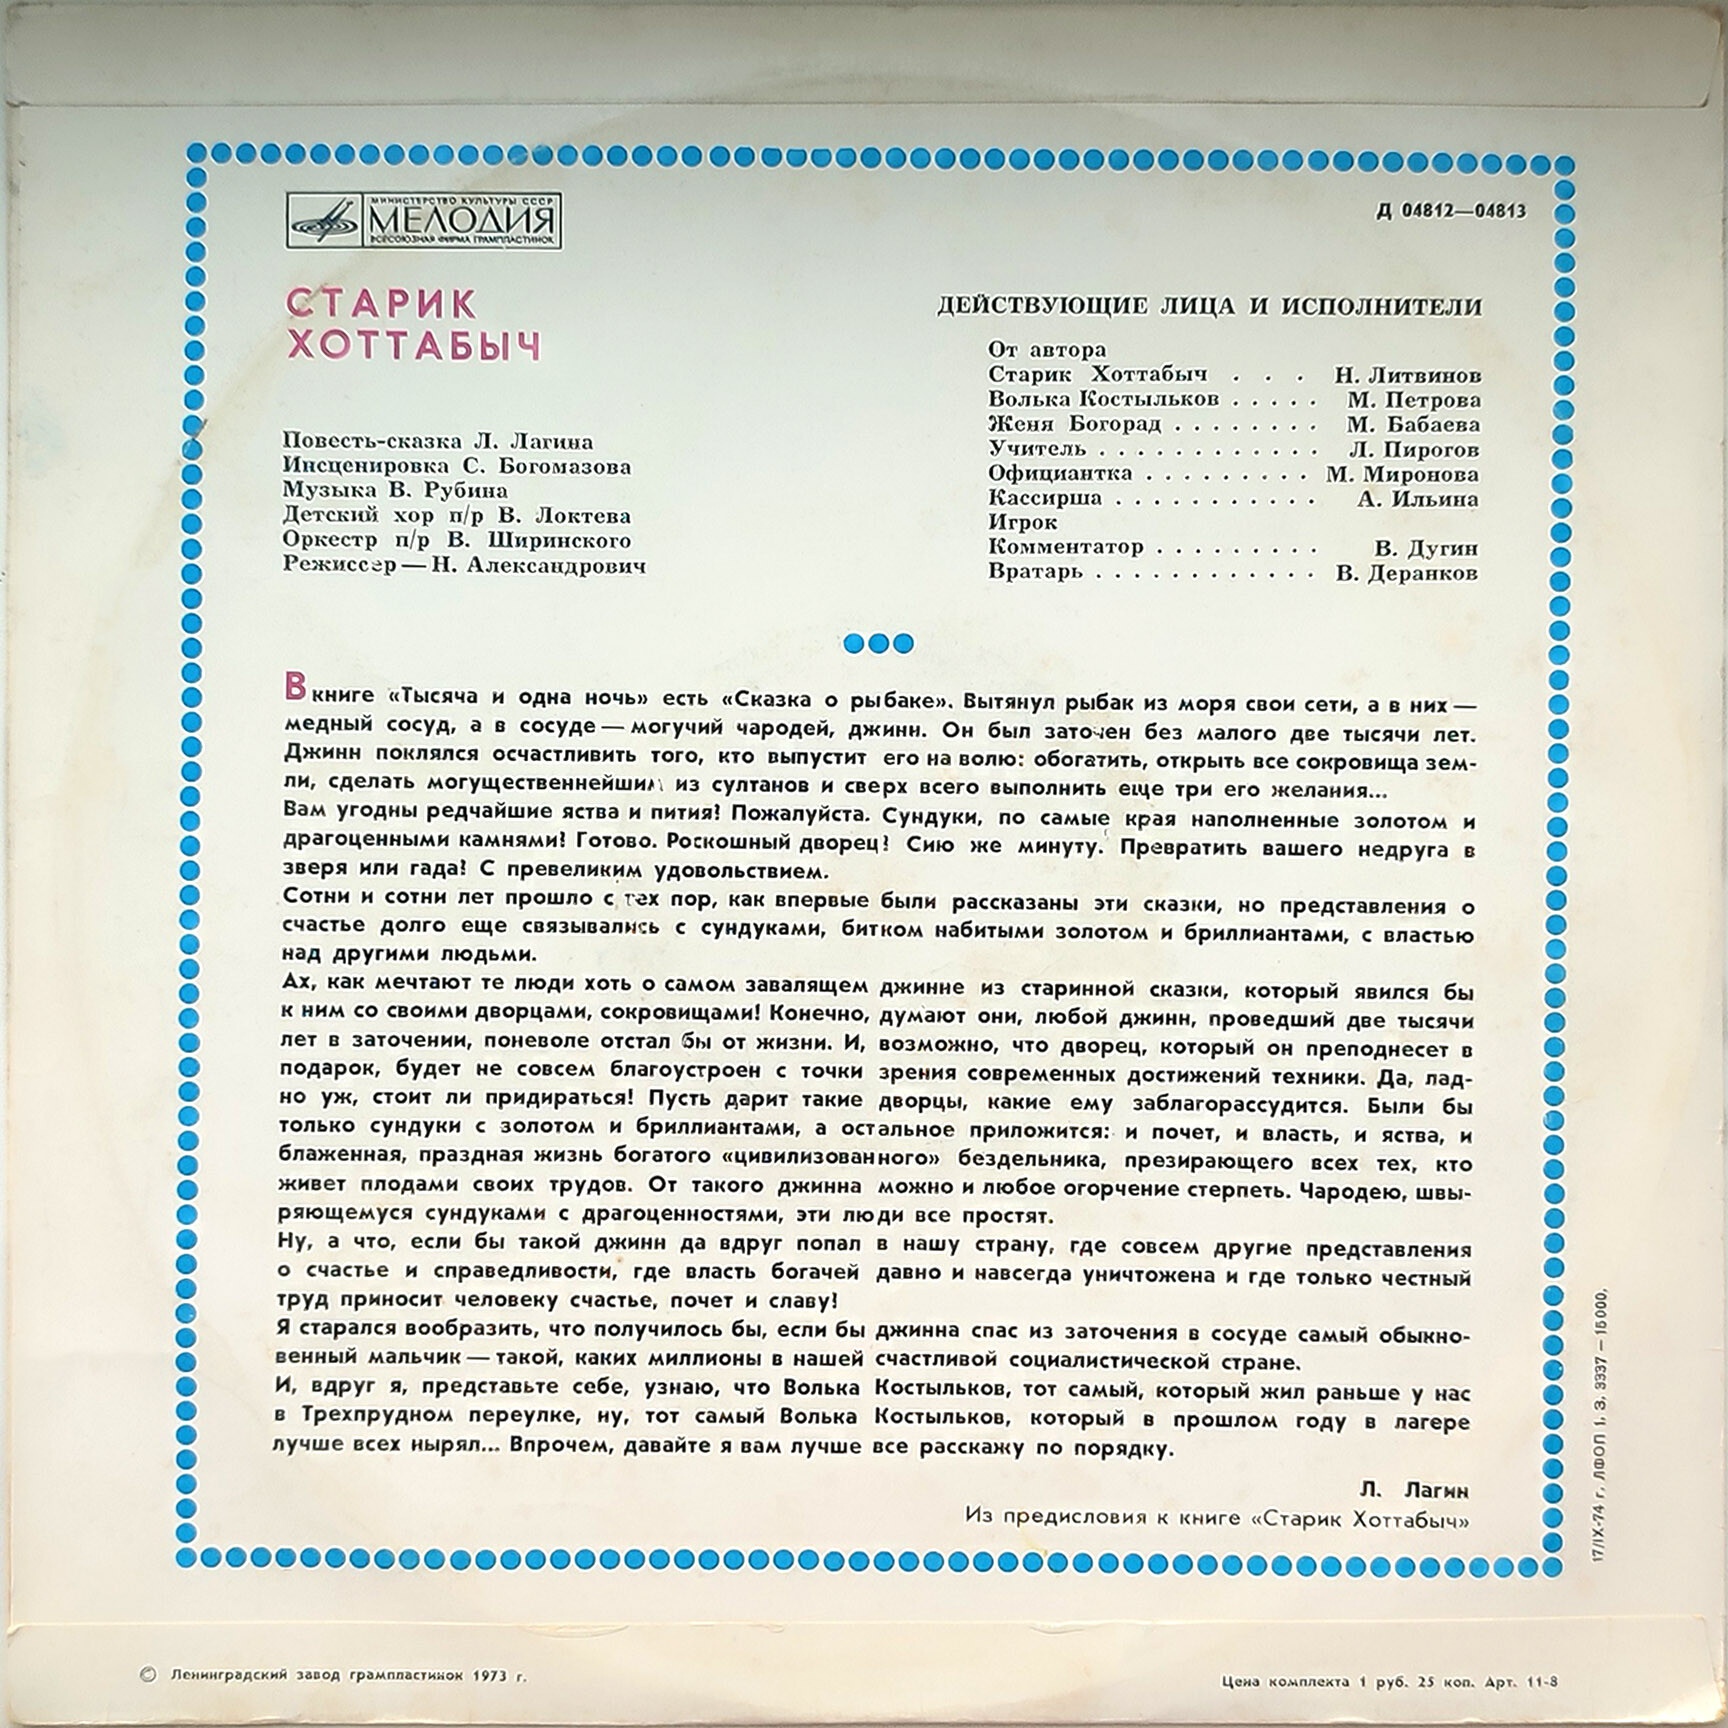 МИНИСТЕРСТВО КУЛЬТУРЫ СССР
МЕЛОДИЯ
ВСЕСОЮЗНАЯ ФИРМА ГРАМПЛАСТИНОК
Д 04812—04813
СТАРИК
ХОТТАБЫЧ
Повесть-сказка Л. Лагина
Инсценировка С. Богомазова
Музыка В. Рубина
Детский хор п/р В. Локтева
Оркестр п/р В. Ширинского
Режиссер — Н. Александрович
ДЕЙСТВУЮЩИЕ ЛИЦА И ИСПОЛНИТЕЛИ
От автора
Старик Хоттабыч . . . Н. Литвинов
Волька Костыльков . . . . . М. Петрова
Женя Богорад . . . . . . . . М. Бабаева
Учитель . . . . . . . . . . . . Л. Пирогов
Официантка . . . . . . . . . М. Миронова
Кассирша . . . . . . . . . . . А. Ильина
Игрок
Комментатор . . . . . . . . . В. Дугин
Вратарь . . . . . . . . . . . . В. Деранков
В книге «Тысяча и одна ночь» есть «Сказка о рыбаке». Вытянул рыбак из моря свои сети, а в них —
медный сосуд, а в сосуде — могучий чародей, джинн. Он был заточен без малого две тысячи лет.
Джинн поклялся осчастливить того, кто выпустит его на волю: обогатить, открыть все сокровища зем-
ли, сделать могущественнейшим из султанов и сверх всего выполнить еще три его желания...
Вам угодны редчайшие яства и пития? Пожалуйста. Сундуки, по самые края наполненные золотом и
драгоценными камнями? Готово. Роскошный дворец? Сию же минуту. Превратить вашего недруга в
зверя или гада? С превеликим удовольствием.
Сотни и сотни лет прошло с тех пор, как впервые были рассказаны эти сказки, но представления о
счастье долго еще связывались с сундуками, битком набитыми золотом и бриллиантами, с властью
над другими людьми.
Ах, как мечтают те люди хоть о самом завалящем джинне из старинной сказки, который явился бы
к ним со своими дворцами, сокровищами! Конечно, думают они, любой джинн, проведший две тысячи
лет в заточении, поневоле отстал бы от жизни. И, возможно, что дворец, который он преподнесет в
подарок, будет не совсем благоустроен с точки зрения современных достижений техники. Да, лад-
но уж, стоит ли придираться! Пусть дарит такие дворцы, какие ему заблагорассудится. Были бы
только сундуки с золотом и бриллиантами, а остальное приложится: и почет, и власть, и яства, и
блаженная, праздная жизнь богатого «цивилизованного» бездельника, презирающего всех тех, кто
живет плодами своих трудов. От такого джинна можно и любое огорчение стерпеть. Чародею, швы-
ряющемуся сундуками с драгоценностями, эти люди все простят.
Ну, а что, если бы такой джинн да вдруг попал в нашу страну, где совсем другие представления
о счастье и справедливости, где власть богачей давно и навсегда уничтожена и где только честный
труд приносит человеку счастье, почет и славу?
Я старался вообразить, что получилось бы, если бы джинна спас из заточения в сосуде самый обыкно-
венный мальчик — такой, каких миллионы в нашей счастливой социалистической стране.
И, вдруг я, представьте себе, узнаю, что Волька Костыльков, тот самый, который жил раньше у нас
в Трехпрудном переулке, ну, тот самый Волька Костыльков, который в прошлом году в лагере
лучше всех нырял... Впрочем, давайте я вам лучше все расскажу по порядку.
Л. Лагин
Из предисловия к книге «Старик Хоттабыч»
17/IX-74 г. ЛФОП 1. З. 3337 — 15000.
© Ленинградский завод грампластинок 1973 г.
Цена комплекта 1 руб. 25 коп. Арт. 11-8